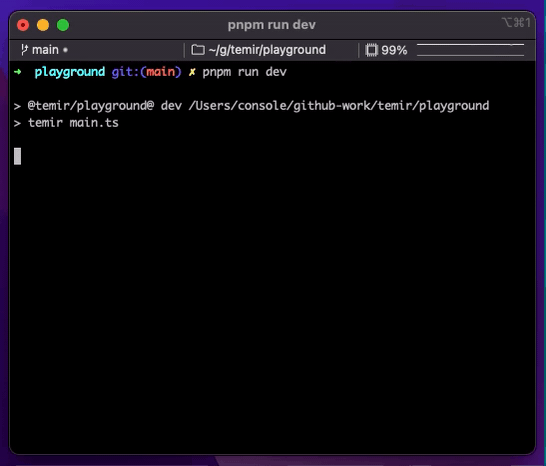 pnpm run dev
⌥⌘1
main •
~/g/temir/playground
99%
➜ playground git:(main) ✗ pnpm run dev
> @temir/playground@ dev /Users/console/github-work/temir/playground
> temir main.ts